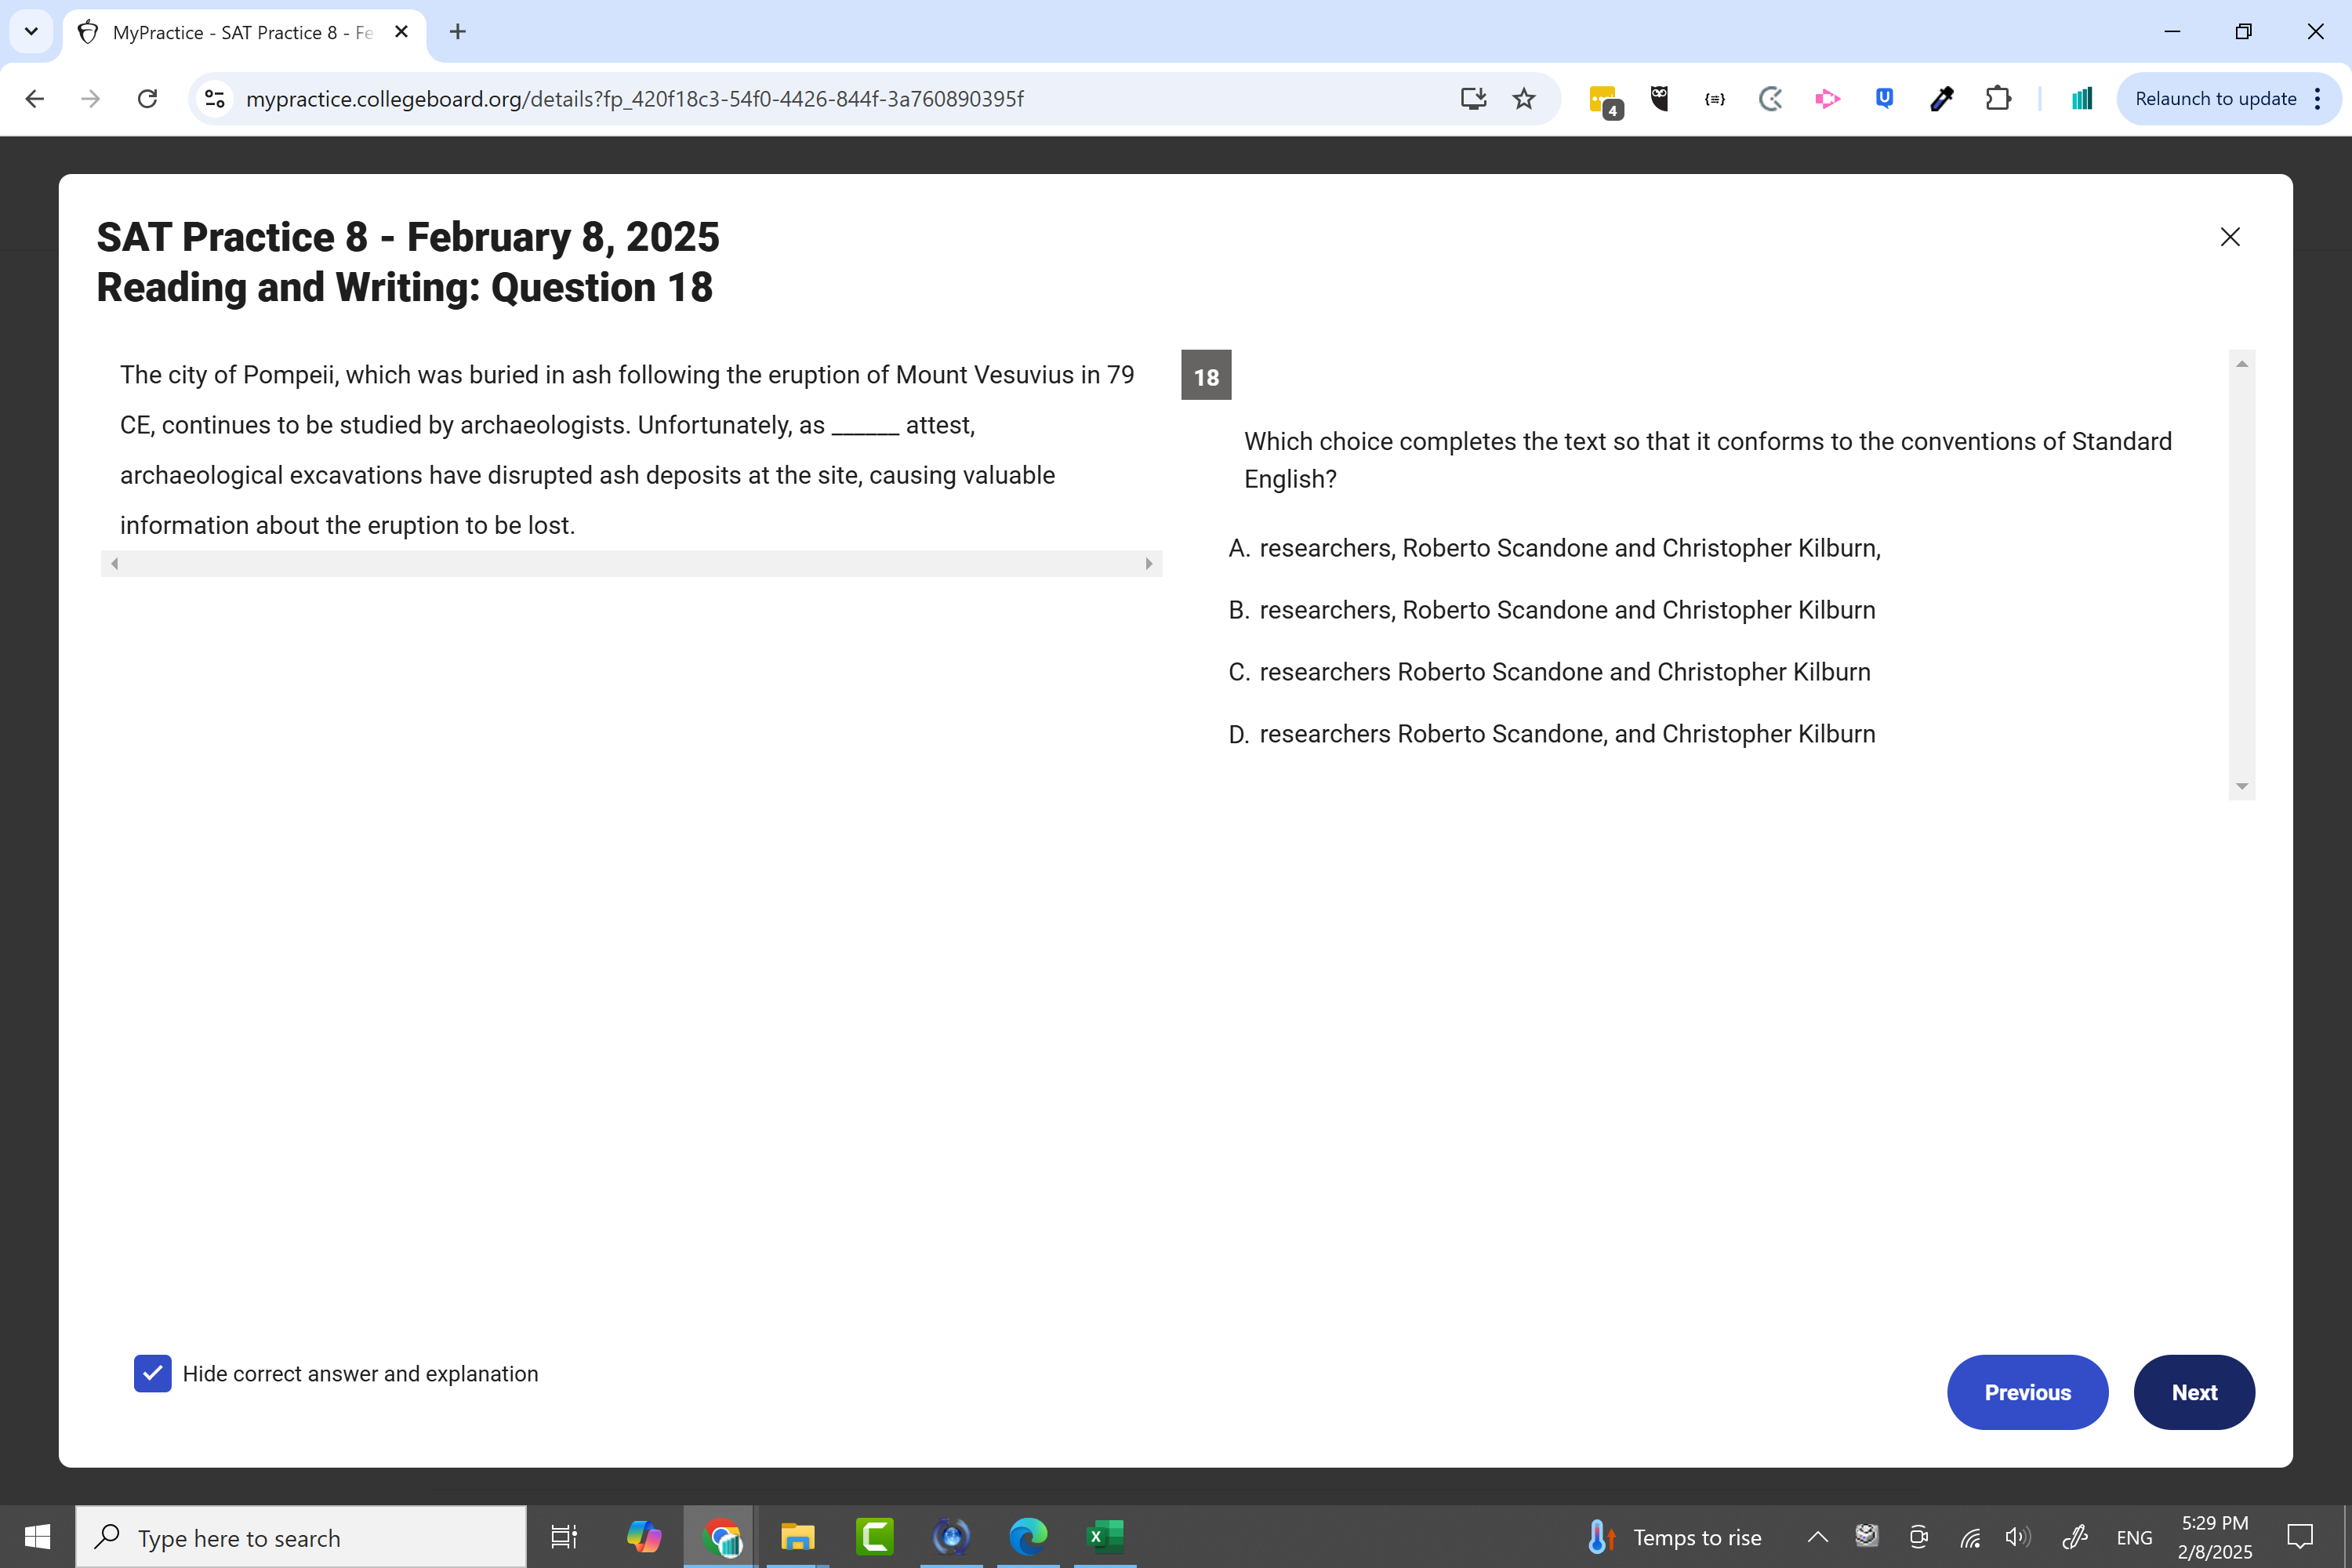 MyPractice - SAT Practice 8 - Fe
mypractice.collegeboard.org/details?fp_420f18c3-54f0-4426-844f-3a760890395f
4
Relaunch to update
SAT Practice 8 - February 8, 2025
Reading and Writing: Question 18
The city of Pompeii, which was buried in ash following the eruption of Mount Vesuvius in 79
CE, continues to be studied by archaeologists. Unfortunately, as ______ attest,
archaeological excavations have disrupted ash deposits at the site, causing valuable
information about the eruption to be lost.
18
Which choice completes the text so that it conforms to the conventions of Standard
English?
A. researchers, Roberto Scandone and Christopher Kilburn,
B. researchers, Roberto Scandone and Christopher Kilburn
C. researchers Roberto Scandone and Christopher Kilburn
D. researchers Roberto Scandone, and Christopher Kilburn
Hide correct answer and explanation
Previous
Next
Type here to search
Temps to rise
ENG
5:29 PM
2/8/2025